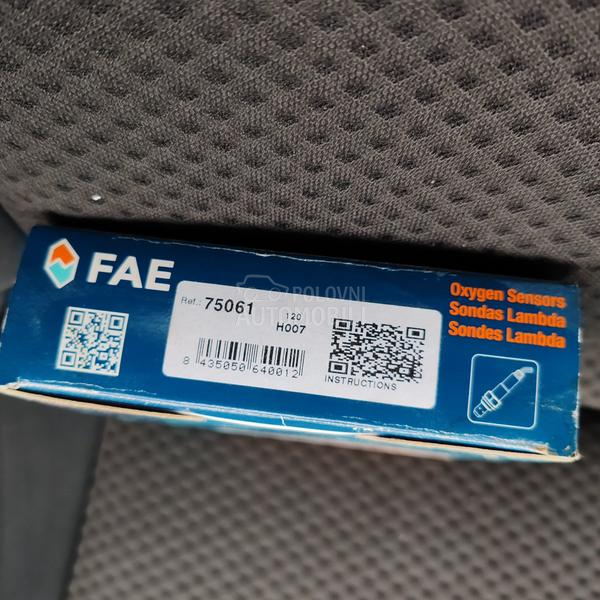 FAE
Ref.: 75061
120
H007
8 435050 640012
INSTRUCTIONS
Oxygen Sensors
Sondas Lambda
Sondes Lambda
POLOVNI
AUTOMOBILI